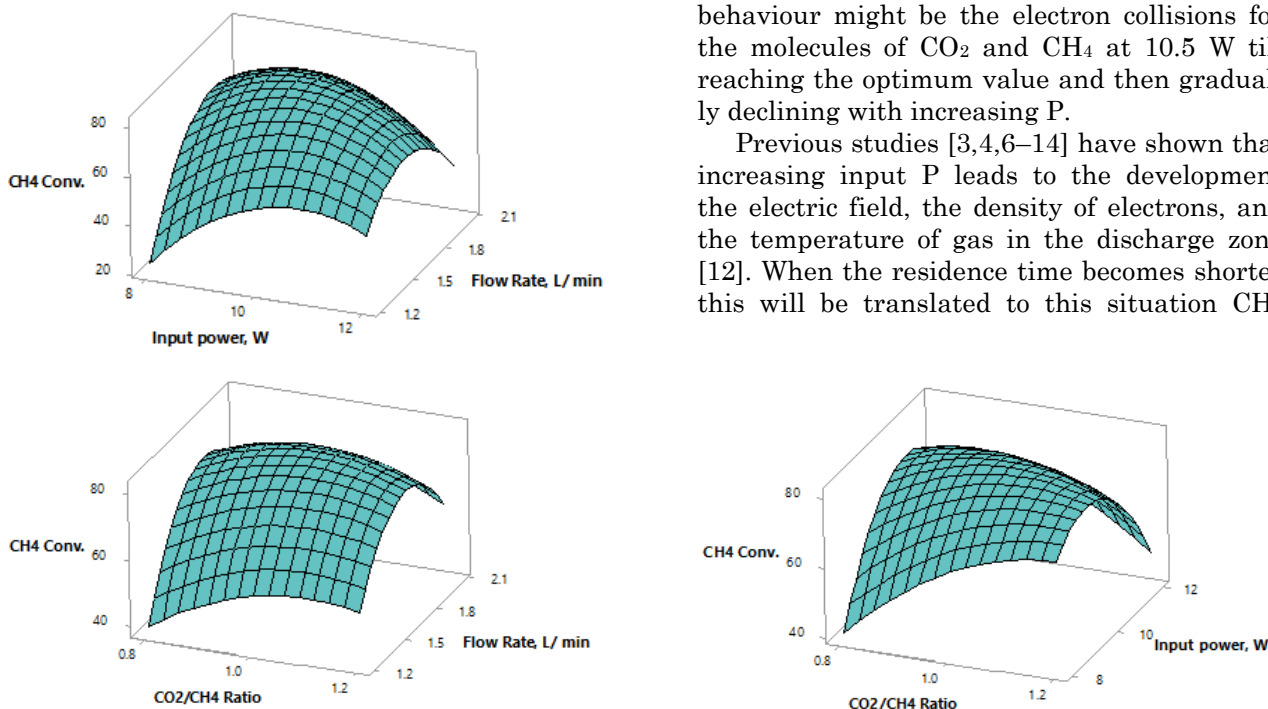 behaviour might be the electron collisions fo
the molecules of CO2 and CH4 at 10.5 W til
reaching the optimum value and then gradual
ly declining with increasing P.
Previous studies [3,4,6–14] have shown tha
increasing input P leads to the developmen
the electric field, the density of electrons, an
the temperature of gas in the discharge zon
[12]. When the residence time becomes shorte
this will be translated to this situation CH
80
60
40
20
CH4 Conv.
8
10
12
Input power, W
2.1
1.8
1.5
1.2
Flow Rate, L/ min
80
60
40
CH4 Conv.
0.8
1.0
1.2
CO2/CH4 Ratio
2.1
1.8
1.5
1.2
Flow Rate, L/ min
80
60
40
CH4 Conv.
0.8
1.0
1.2
CO2/CH4 Ratio
12
10
8
Input power, W